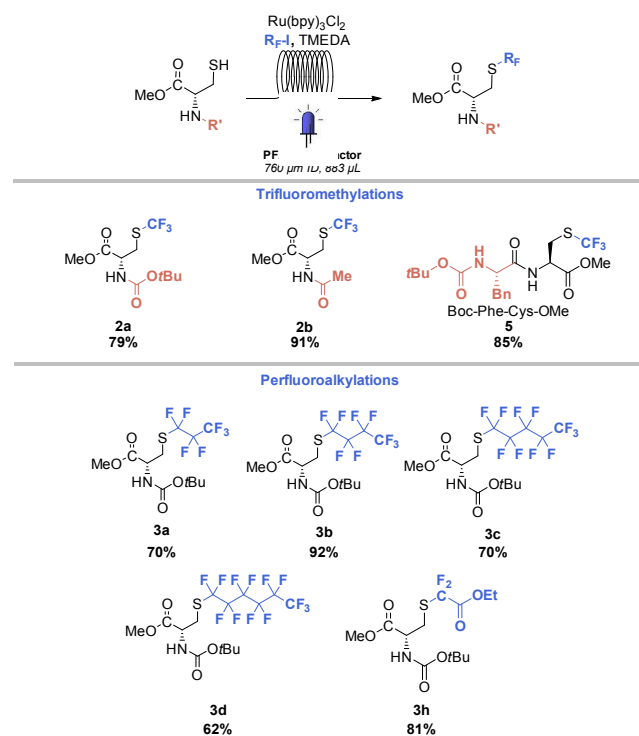 Ru(bpy)3Cl2
RF-I, TMEDA
O
SH
MeO
HN
R'
PF
ctor
760 µm ID, 883 µL
S
RF
O
MeO
HN
R'
Trifluoromethylations
S
CF3
O
MeO
HN
OtBu
O
2a
79%
S
CF3
O
MeO
HN
Me
O
2b
91%
S
CF3
O
H
N
O
tBu
O
Bn
N
H
OMe
O
Boc-Phe-Cys-OMe
5
85%
Perfluoroalkylations
F F
S
CF3
F F
O
MeO
HN
OtBu
O
3a
70%
F F F F
S
CF3
F F
O
MeO
HN
OtBu
O
3b
92%
F F F F
S
CF3
F F F F
O
MeO
HN
OtBu
O
3c
70%
F F F F F F
S
CF3
F F F F
O
MeO
HN
OtBu
O
3d
62%
F2
S
C
OEt
O
O
MeO
HN
OtBu
O
3h
81%